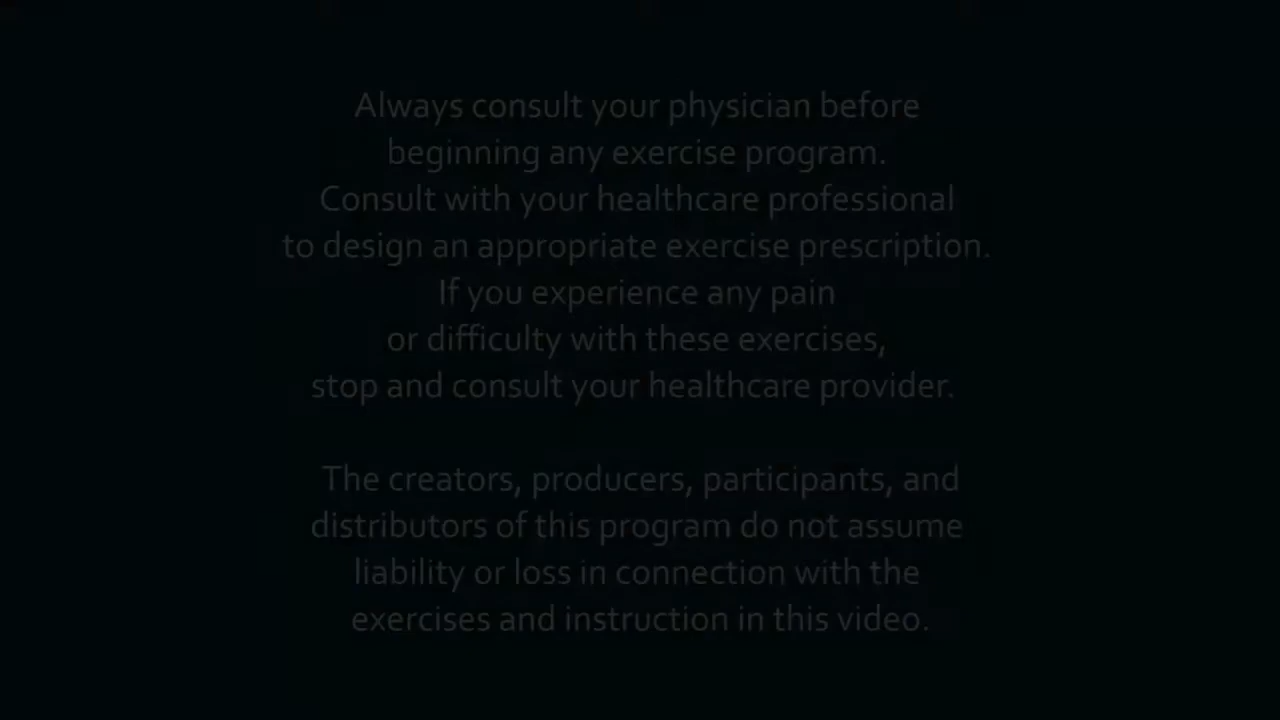 Always consult your physician before
beginning any exercise program.
Consult with your healthcare professional
to design an appropriate exercise prescription.
If you experience any pain
or difficulty with these exercises,
stop and consult your healthcare provider.
The creators, producers, participants, and
distributors of this program do not assume
liability or loss in connection with the
exercises and instruction in this video.